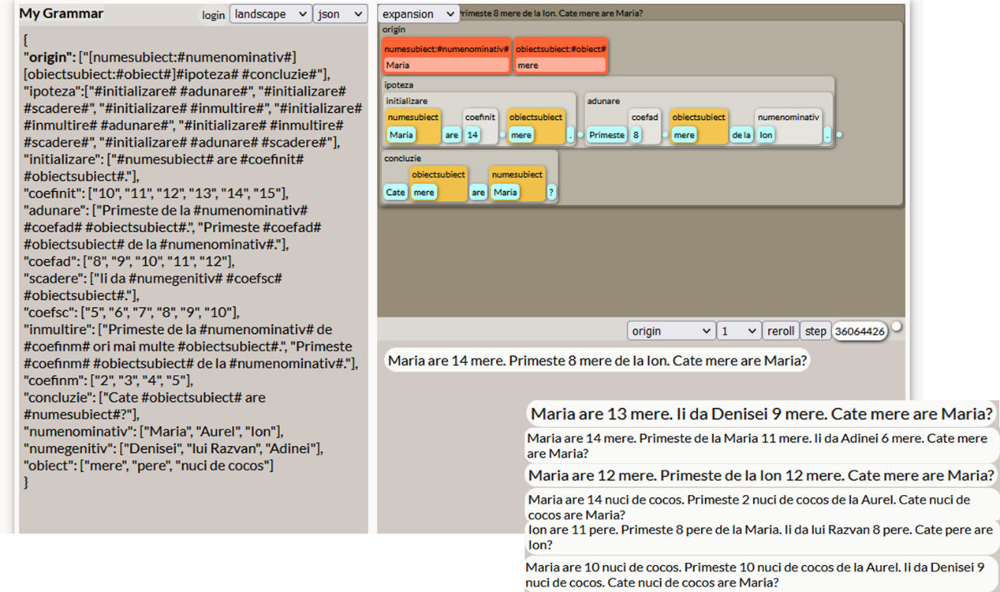 My Grammar
login
landscape
json
{
"origin": ["[numesubiect:#numenominativ#]
[obiectsubiect:#obiect#]#ipoteza# #concluzie#"],
"ipoteza":["#initializare# #adunare#", "#initializare#
#scadere#", "#initializare# #inmultire#", "#initializare#
#inmultire# #adunare#", "#initializare# #inmultire#
#scadere#", "#initializare# #adunare# #scadere#"],
"initializare": ["#numesubiect# are #coefinit#
#obiectsubiect#."],
"coefinit": ["10", "11", "12", "13", "14", "15"],
"adunare": ["Primeste de la #numenominativ#
#coefad# #obiectsubiect#.", "Primeste #coefad#
#obiectsubiect# de la #numenominativ#."],
"coefad": ["8", "9", "10", "11", "12"],
"scadere": ["Ii da #numegenitiv# #coefsc#
#obiectsubiect#."],
"coefsc": ["5", "6", "7", "8", "9", "10"],
"inmultire": ["Primeste de la #numenominativ# de
#coefinm# ori mai multe #obiectsubiect#.", "Primeste
#coefinm# #obiectsubiect# de la #numenominativ#."],
"coefinm": ["2", "3", "4", "5"],
"concluzie": ["Cate #obiectsubiect# are
#numesubiect#?"],
"numenominativ": ["Maria", "Aurel", "Ion"],
"numegenitiv": ["Denisei", "lui Razvan", "Adinei"],
"obiect": ["mere", "pere", "nuci de cocos"]
}
expansion
rimeste 8 mere de la Ion. Cate mere are Maria?
origin
numesubiect:#numenominativ# obiectsubiect:#obiect#
Maria mere
ipoteza
initializare adunare
numesubiect coefinit obiectsubiect coefad obiectsubiect numenominativ
Maria are 14 mere . Primeste 8 mere de la Ion .
concluzie
obiectsubiect numesubiect
Cate mere are Maria ?
origin 1 reroll step 36064426
Maria are 14 mere. Primeste 8 mere de la Ion. Cate mere are Maria?
Maria are 13 mere. Ii da Denisei 9 mere. Cate mere are Maria?
Maria are 14 mere. Primeste de la Maria 11 mere. Ii da Adinei 6 mere. Cate mere
are Maria?
Maria are 12 mere. Primeste de la Ion 12 mere. Cate mere are Maria?
Maria are 14 nuci de cocos. Primeste 2 nuci de cocos de la Aurel. Cate nuci de
cocos are Maria?
Ion are 11 pere. Primeste 8 pere de la Maria. Ii da lui Razvan 8 pere. Cate pere are
Ion?
Maria are 10 nuci de cocos. Primeste 10 nuci de cocos de la Aurel. Ii da Denisei 9
nuci de cocos. Cate nuci de cocos are Maria?